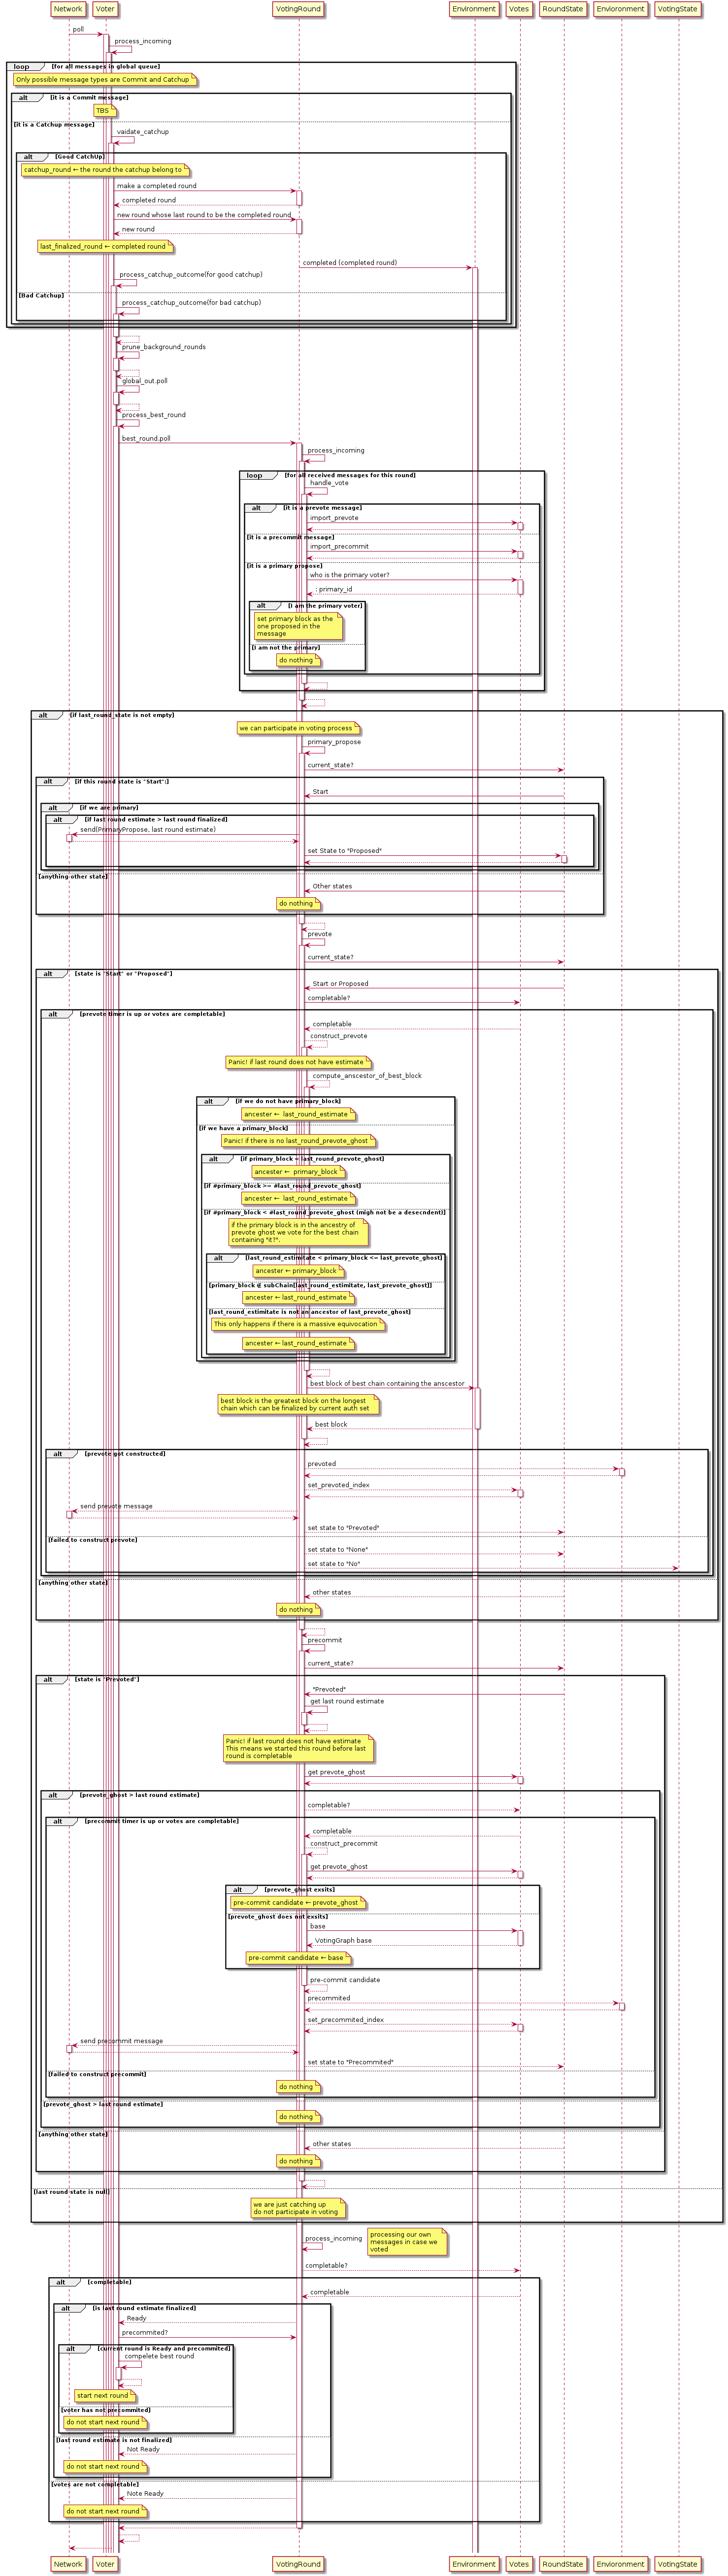 Network
Voter
VotingRound
Environment
Votes
RoundState
Envioronment
VotingState
poll
process_incoming
loop
[for all messages in global queue]
Only possible message types are Commit and Catchup
alt
[it is a Commit message]
TBS
[it is a Catchup message]
vaidate_catchup
alt
[Good CatchUp]
catchup_round ← the round the catchup belong to
make a completed round
completed round
new round whose last round to be the completed round
new round
last_finalized_round ← completed round
completed (completed round)
process_catchup_outcome(for good catchup)
[Bad Catchup]
process_catchup_outcome(for bad catchup)
prune_background_rounds
global_out.poll
process_best_round
best_round.poll
process_incoming
loop
[for all received messages for this round]
handle_vote
alt
[it is a prevote message]
import_prevote
[it is a precommit message]
import_precommit
[it is a primary propose]
who is the primary voter?
: primary_id
alt
[I am the primary voter]
set primary block as the
one proposed in the
message
[I am not the primary]
do nothing
alt
[if last_round_state is not empty]
we can participate in voting process
primary_propose
current_state?
alt
[if this round state is "Start":]
Start
alt
[if we are primary]
alt
[if last round estimate > last round finalized]
send(PrimaryPropose, last round estimate)
set State to "Proposed"
[anything other state]
Other states
do nothing
prevote
current_state?
alt
[state is "Start" or "Proposed"]
Start or Proposed
completable?
alt
[prevote timer is up or votes are completable]
completable
construct_prevote
Panic! if last round does not have estimate
compute_anscestor_of_best_block
alt
[if we do not have primary_block]
ancester ← last_round_estimate
[if we have a primary_block]
Panic! if there is no last_round_prevote_ghost
alt
[if primary_block = last_round_prevote_ghost]
ancester ← primary_block
[if #primary_block >= #last_round_prevote_ghost]
ancester ← last_round_estimate
[if #primary_block < #last_round_prevote_ghost (migh not be a desecndent)]
if the primary block is in the ancestry of
prevote ghost we vote for the best chain
containing "it?".
alt
[last_round_estimitate < primary_block <= last_prevote_ghost]
ancester ← primary_block
[primary_block ∉ subChain[last_round_estimitate, last_prevote_ghost]]
ancester ← last_round_estimate
[last_round_estimitate is not an ancestor of last_prevote_ghost]
This only happens if there is a massive equivocation
ancester ← last_round_estimate
best block of best chain containing the anscestor
best block is the greatest block on the longest
chain which can be finalized by current auth set
best block
alt
[prevote got constructed]
prevoted
set_prevoted_index
send prevote message
set state to "Prevoted"
[failed to construct prevote]
set state to "None"
set state to "No"
[anything other state]
other states
do nothing
precommit
current_state?
alt
[state is "Prevoted"]
"Prevoted"
get last round estimate
Panic! if last round does not have estimate
This means we started this round before last
round is completable
get prevote_ghost
alt
[prevote_ghost > last round estimate]
completable?
alt
[precommit timer is up or votes are completable]
completable
construct_precommit
get prevote_ghost
alt
[prevote_ghost exsits]
pre-commit candidate ← prevote_ghost
[prevote_ghost does not exsits]
base
VotingGraph base
pre-commit candidate ← base
pre-commit candidate
precommited
set_precommited_index
send precommit message
set state to "Precommited"
[failed to construct precommit]
do nothing
[prevote_ghost > last round estimate]
do nothing
[anything other state]
other states
do nothing
[last round state is null]
we are just catching up
do not participate in voting
process_incoming
processing our own
messages in case we
voted
completable?
alt
[completable]
completable
alt
[is last round estimate finalized]
Ready
precommited?
alt
[current round is Ready and precommited]
compelete best round
start next round
[voter has not precommited]
do not start next round
[last round estimate is not finalized]
Not Ready
do not start next round
[votes are not completable]
Note Ready
do not start next round
Network
Voter
VotingRound
Environment
Votes
RoundState
Envioronment
VotingState